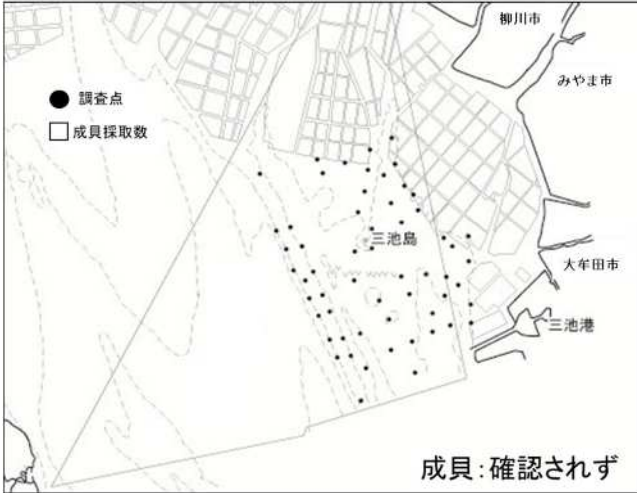 柳川市
みやま市
調査点
成貝採取数
三池島
大牟田市
三池港
成貝:確認されず